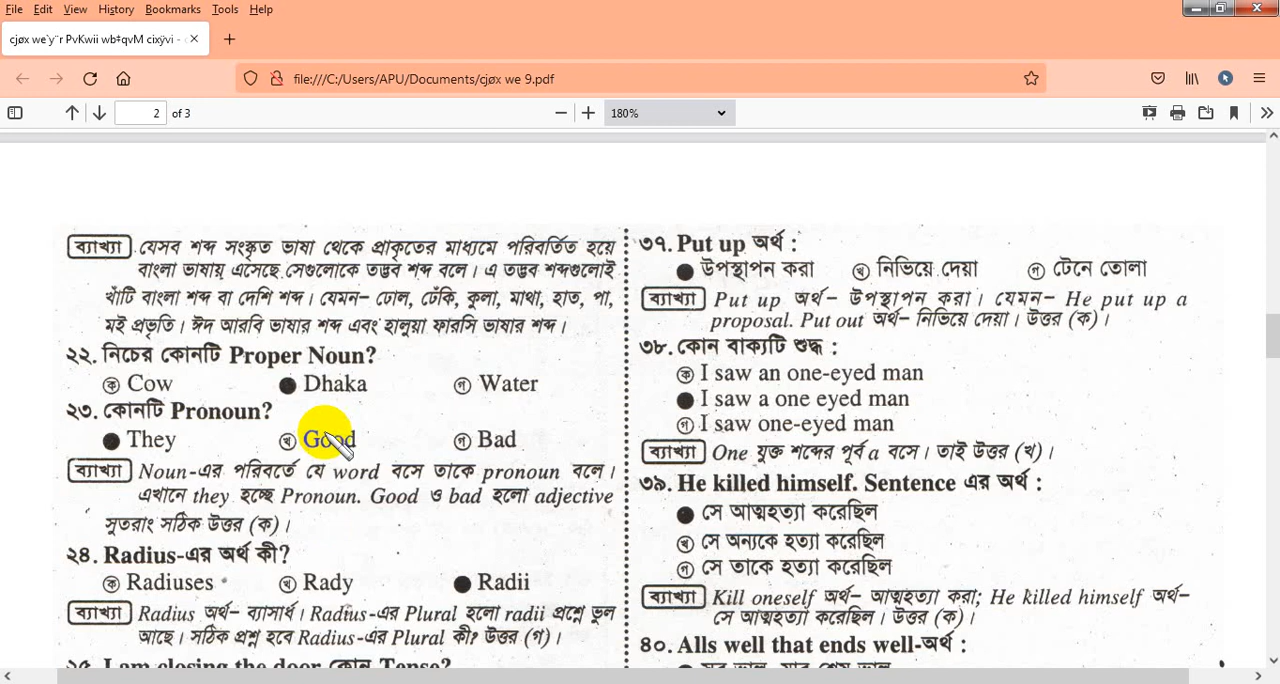 File Edit View History Bookmarks Tools Help
cjøx we`y¨r PvKwii wb‡qvM cixÿvi -
file:///C:/Users/APU/Documents/cjøx we 9.pdf
2 of 3
180%
ব্যাখ্যা যেসব শব্দ সংস্কৃত ভাষা থেকে প্রাকৃতের মাধ্যমে পরিবর্তিত হয়ে
বাংলা ভাষায় এসেছে সেগুলোকে তদ্ভব শব্দ বলে। এ তদ্ভব শব্দগুলোই
খাঁটি বাংলা শব্দ বা দেশি শব্দ। যেমন– ঢোল, ঢেঁকি, কুলা, মাথা, হাত, পা,
মই প্রভৃতি। ঈদ আরবি ভাষার শব্দ এবং হালুয়া ফারসি ভাষার শব্দ।
২২. নিচের কোনটি Proper Noun?
ক Cow Dhaka গ Water
২৩. কোনটি Pronoun?
They খ Good গ Bad
ব্যাখ্যা Noun-এর পরিবর্তে যে word বসে তাকে pronoun বলে।
এখানে they হচ্ছে Pronoun. Good ও bad হলো adjective
সুতরাং সঠিক উত্তর (ক)।
২৪. Radius-এর অর্থ কী?
ক Radiuses খ Rady Radii
ব্যাখ্যা Radius অর্থ– ব্যাসার্ধ। Radius-এর Plural হলো radii প্রশ্নে ভুল
আছে। সঠিক প্রশ্ন হবে Radius-এর Plural কী? উত্তর (গ)।
২৫. I am closing the door কোন Tense?
৩৭. Put up অর্থ :
উপস্থাপন করা খ নিভিয়ে দেয়া গ টেনে তোলা
ব্যাখ্যা Put up অর্থ– উপস্থাপন করা। যেমন– He put up a
proposal. Put out অর্থ– নিভিয়ে দেয়া। উত্তর (ক)।
৩৮. কোন বাক্যটি শুদ্ধ :
ক I saw an one-eyed man
I saw a one eyed man
গ I saw one-eyed man
ব্যাখ্যা One যুক্ত শব্দের পূর্ব a বসে। তাই উত্তর (খ)।
৩৯. He killed himself. Sentence এর অর্থ :
সে আত্মহত্যা করেছিল
খ সে অন্যকে হত্যা করেছিল
গ সে তাকে হত্যা করেছিল
ব্যাখ্যা Kill oneself অর্থ– আত্মহত্যা করা; He killed himself অর্থ–
সে আত্মহত্যা করেছিল। উত্তর (ক)।
৪০. Alls well that ends well-অর্থ :
সব ভাল, যার শেষ ভাল